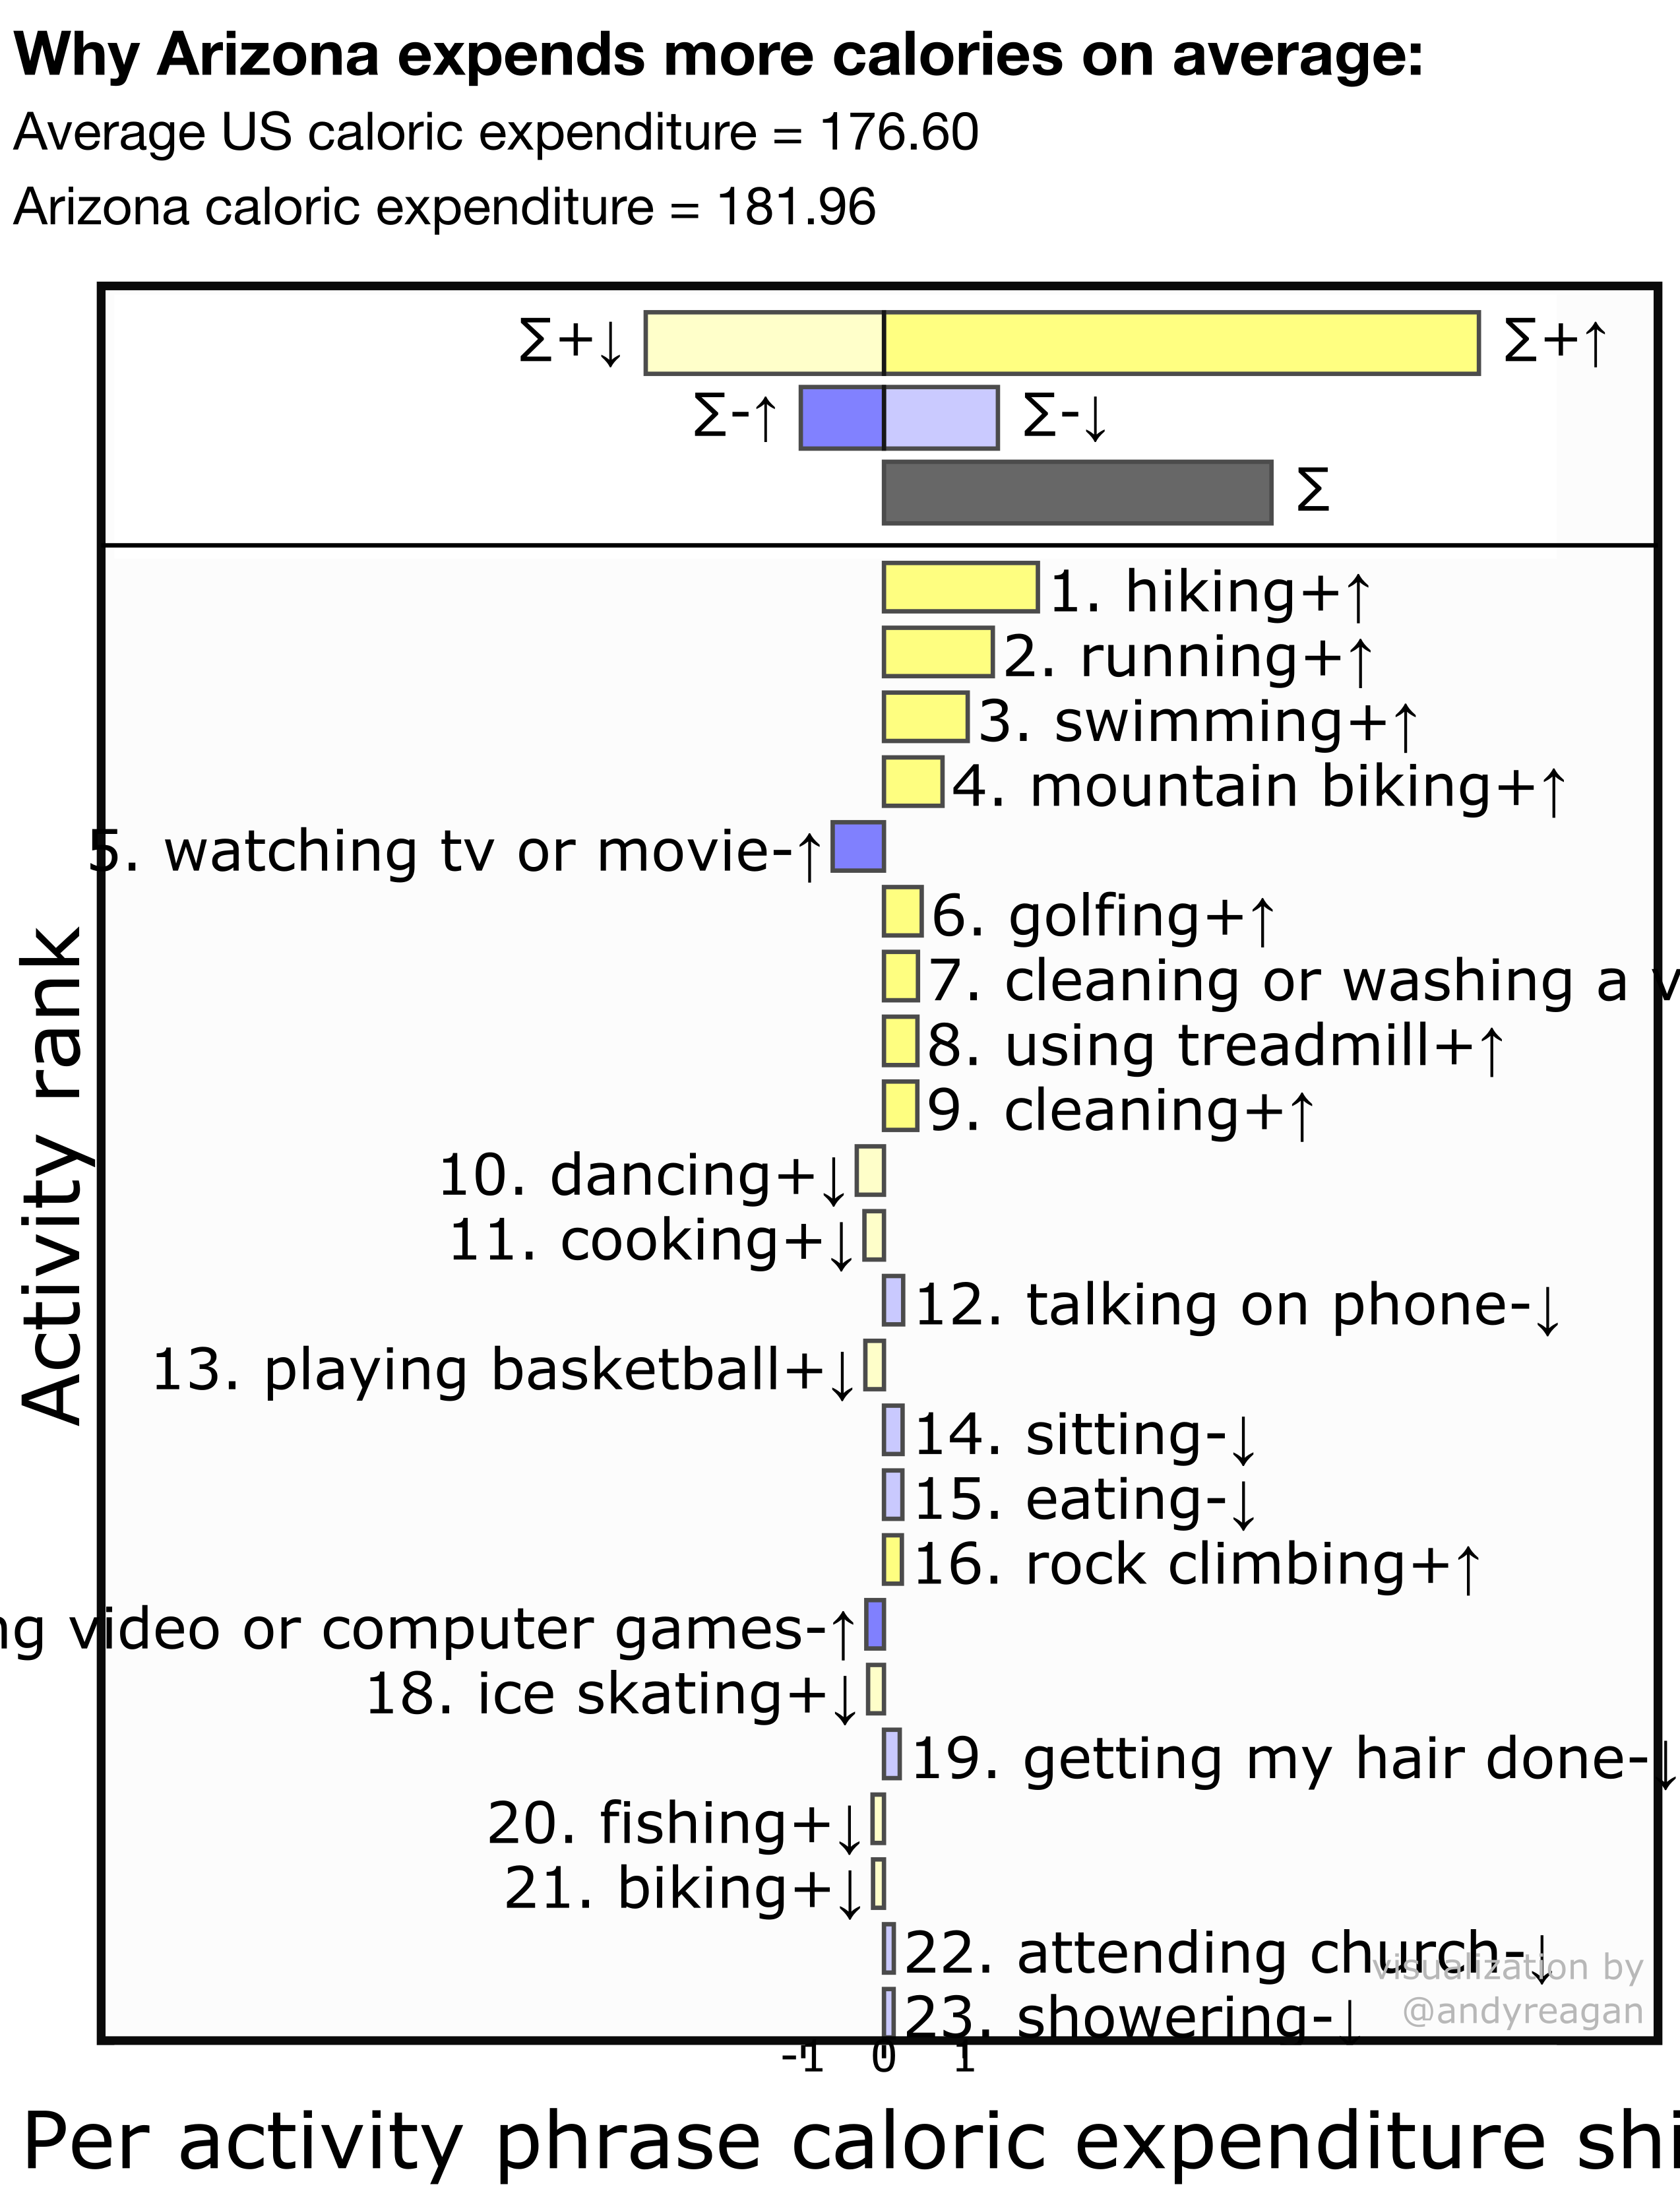 Why Arizona expends more calories on average:
Average US caloric expenditure = 176.60
Arizona caloric expenditure = 181.96
∑+↓ ∑+↑
∑-↑ ∑-↓
∑
1. hiking+↑
2. running+↑
3. swimming+↑
4. mountain biking+↑
5. watching tv or movie-↑
6. golfing+↑
7. cleaning or washing a v
8. using treadmill+↑
9. cleaning+↑
10. dancing+↓
11. cooking+↓
12. talking on phone-↓
13. playing basketball+↓
14. sitting-↓
15. eating-↓
16. rock climbing+↑
ng video or computer games-↑
18. ice skating+↓
19. getting my hair done-↓
20. fishing+↓
21. biking+↓
22. attending church-↓
23. showering-↓
visualization by
@andyreagan
Activity rank
-1 0 1
Per activity phrase caloric expenditure shi